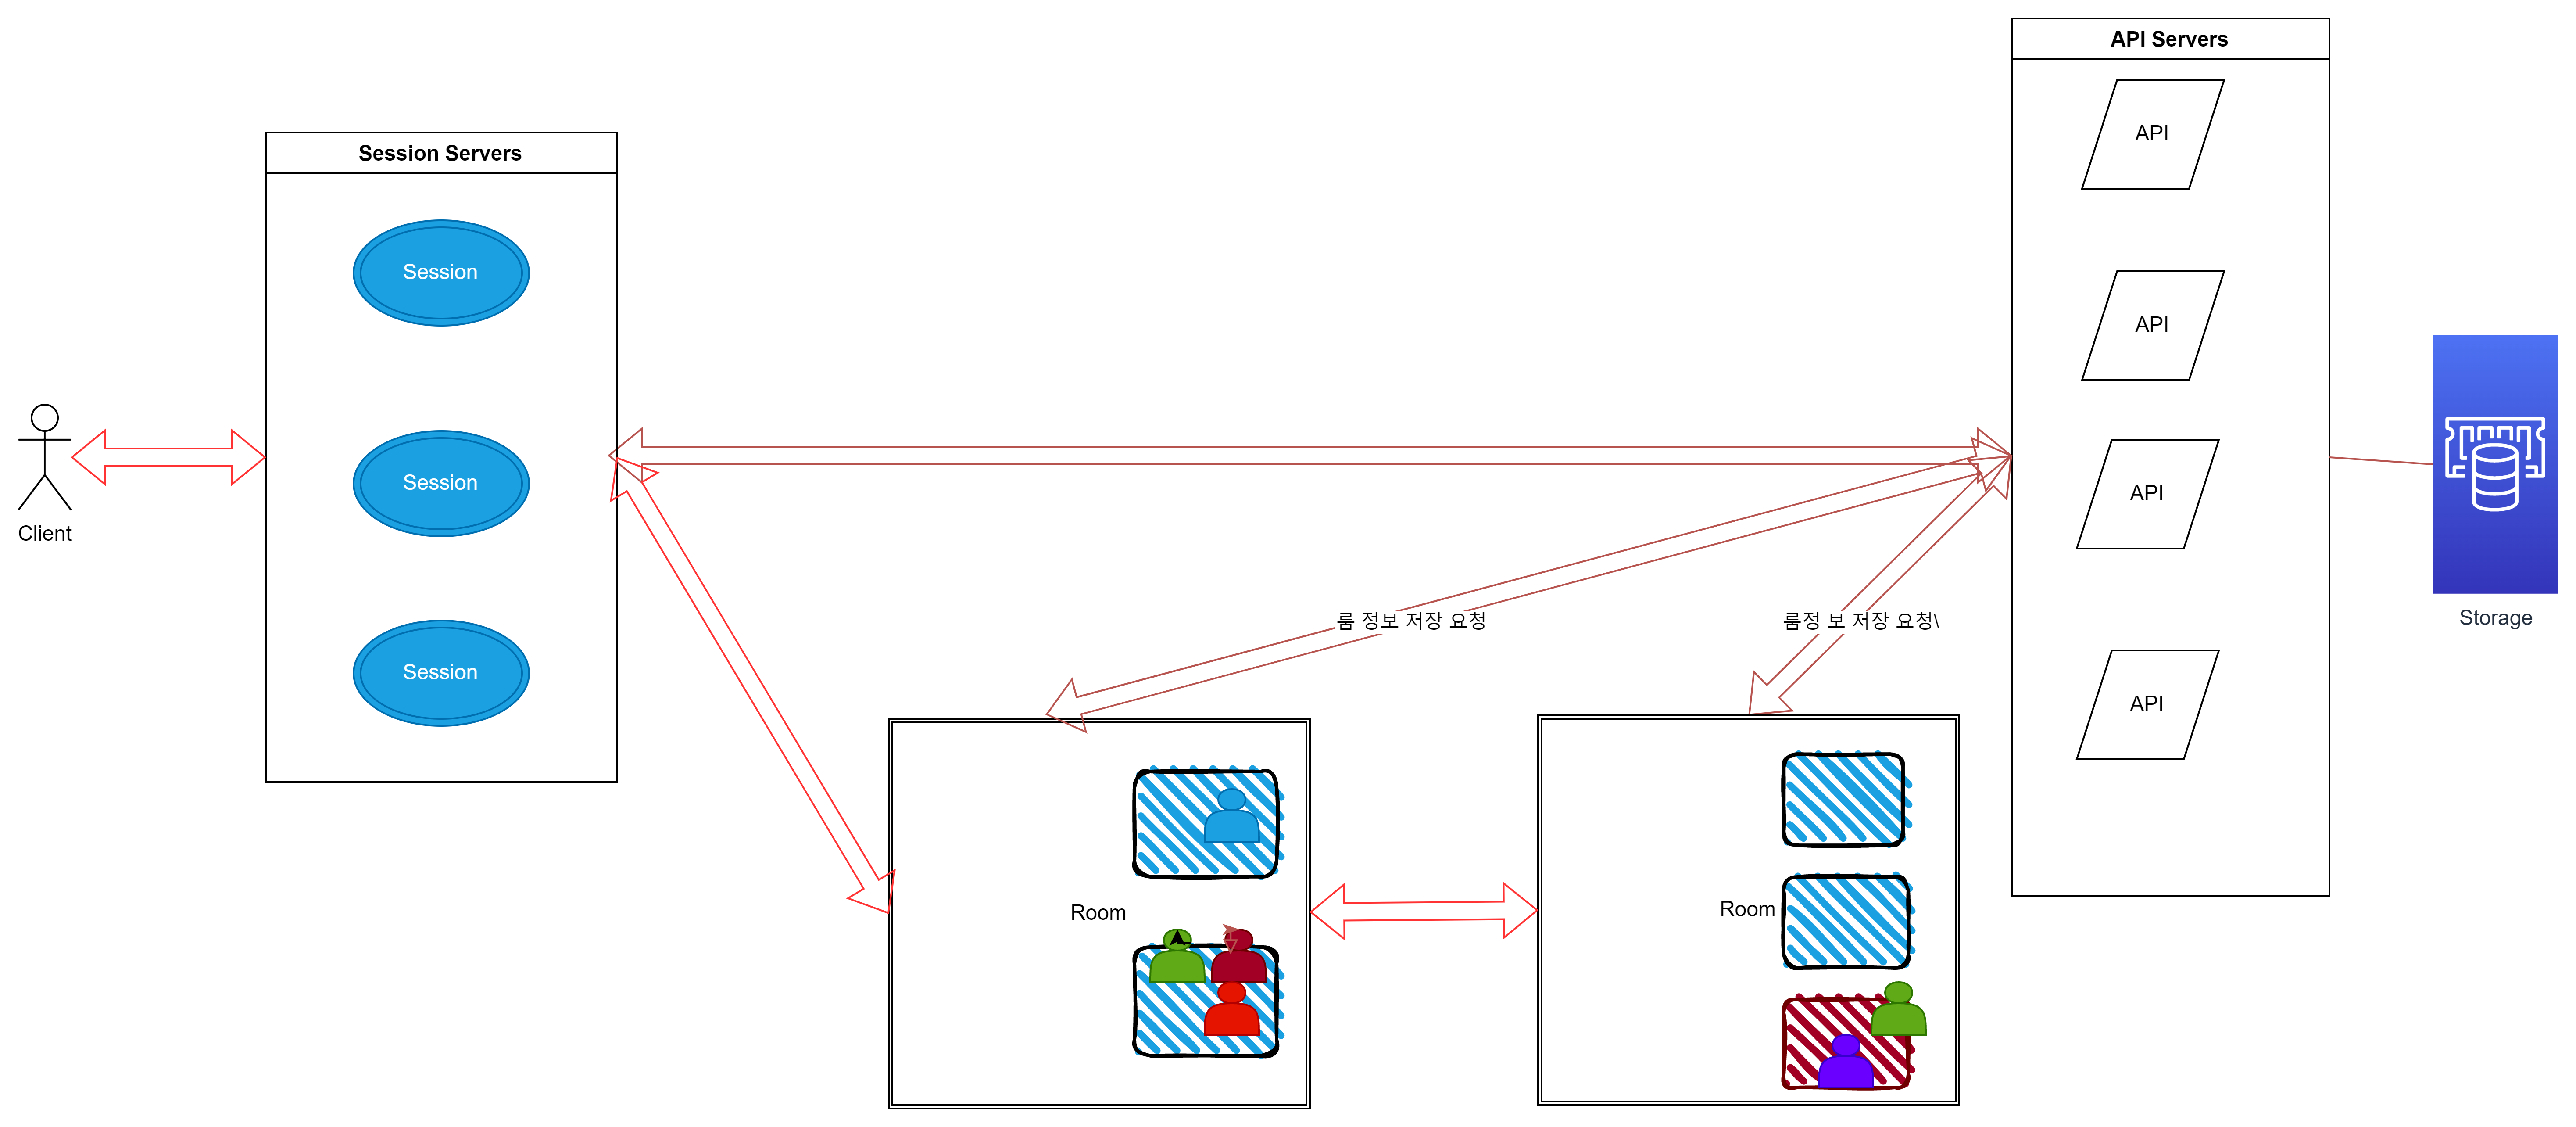 API Servers
API
Session Servers
Session
API
Client
Session
API
룸 정보 저장 요청
룸정 보 저장 요청\
Storage
Session
API
Room
Room